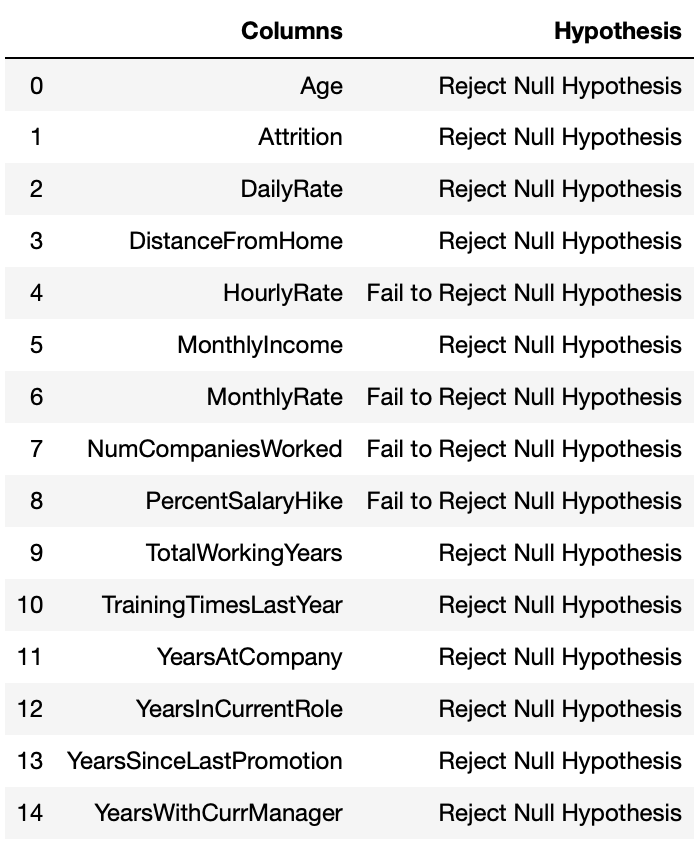 Columns Hypothesis
0 Age Reject Null Hypothesis
1 Attrition Reject Null Hypothesis
2 DailyRate Reject Null Hypothesis
3 DistanceFromHome Reject Null Hypothesis
4 HourlyRate Fail to Reject Null Hypothesis
5 MonthlyIncome Reject Null Hypothesis
6 MonthlyRate Fail to Reject Null Hypothesis
7 NumCompaniesWorked Fail to Reject Null Hypothesis
8 PercentSalaryHike Fail to Reject Null Hypothesis
9 TotalWorkingYears Reject Null Hypothesis
10 TrainingTimesLastYear Reject Null Hypothesis
11 YearsAtCompany Reject Null Hypothesis
12 YearsInCurrentRole Reject Null Hypothesis
13 YearsSinceLastPromotion Reject Null Hypothesis
14 YearsWithCurrManager Reject Null Hypothesis